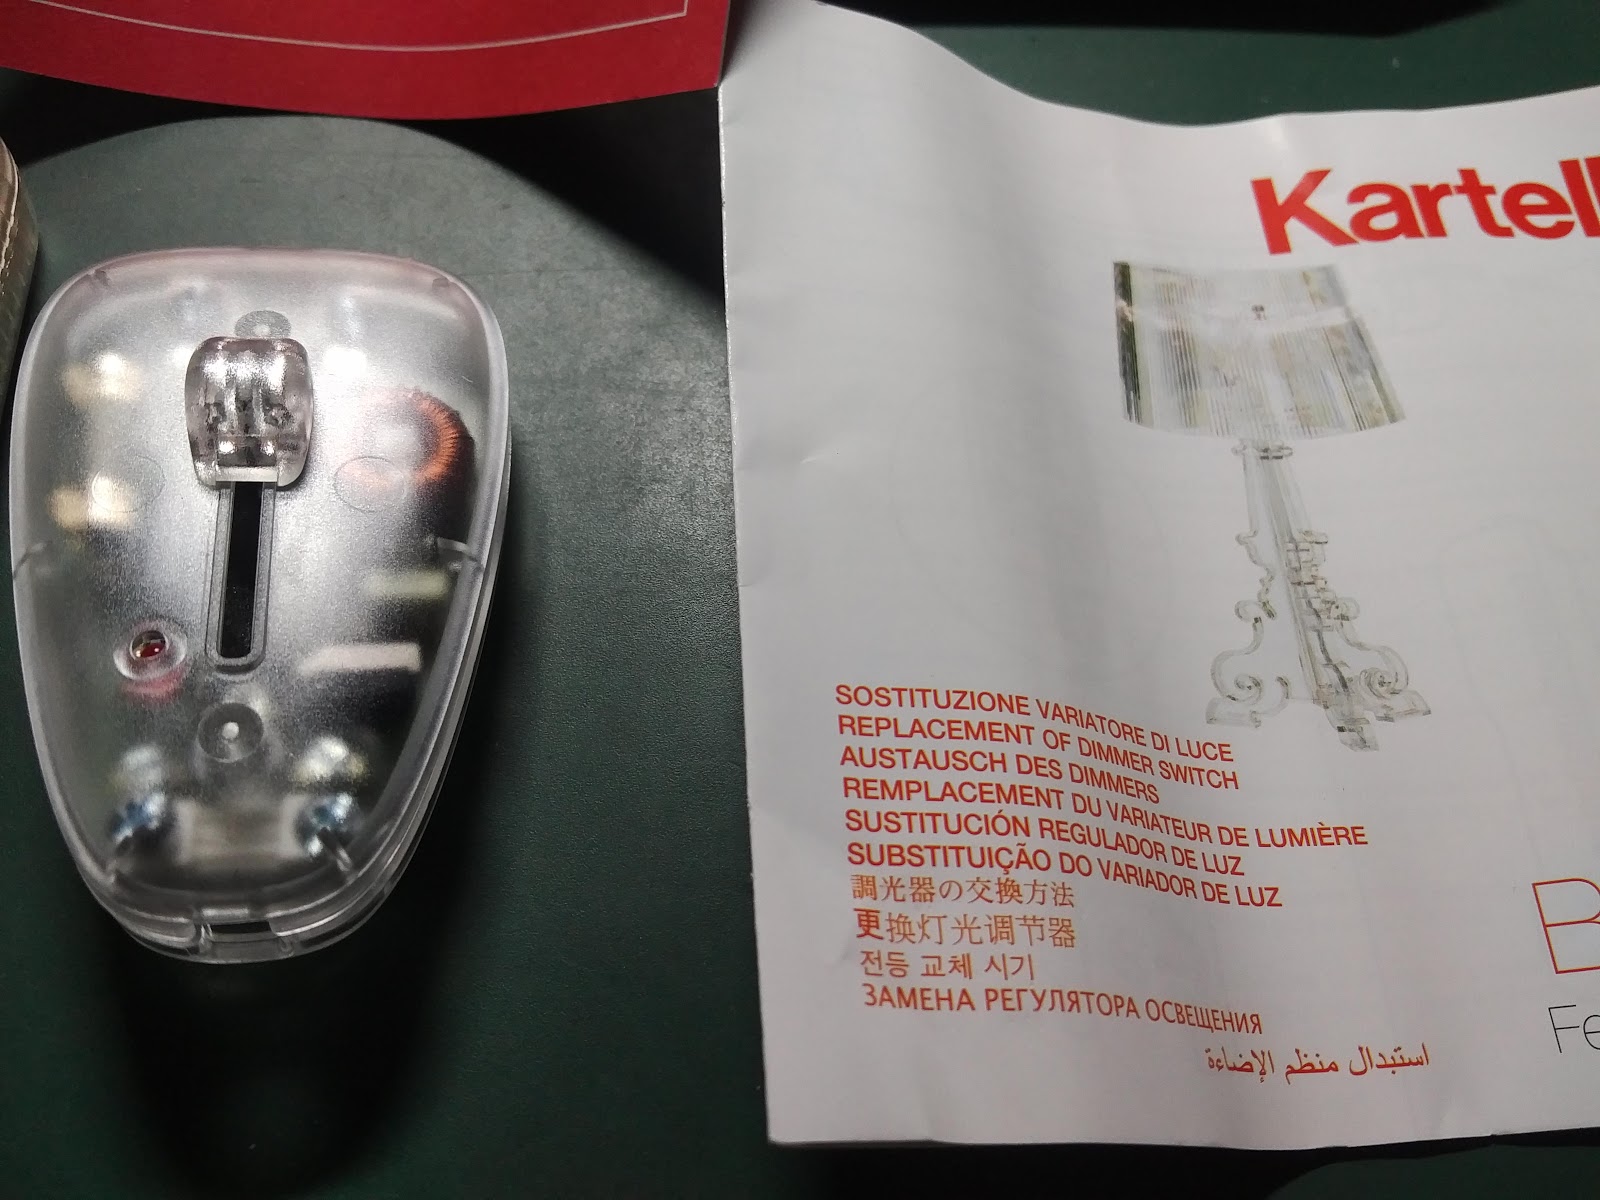 Kartell
SOSTITUZIONE VARIATORE DI LUCE
REPLACEMENT OF DIMMER SWITCH
AUSTAUSCH DES DIMMERS
REMPLACEMENT DU VARIATEUR DE LUMIÈRE
SUSTITUCIÓN REGULADOR DE LUZ
SUBSTITUIÇÃO DO VARIADOR DE LUZ
調光器の交換方法
更换灯光调节器
전등 교체 시기
ЗАМЕНА РЕГУЛЯТОРА ОСВЕЩЕНИЯ
استبدال منظم الإضاءة